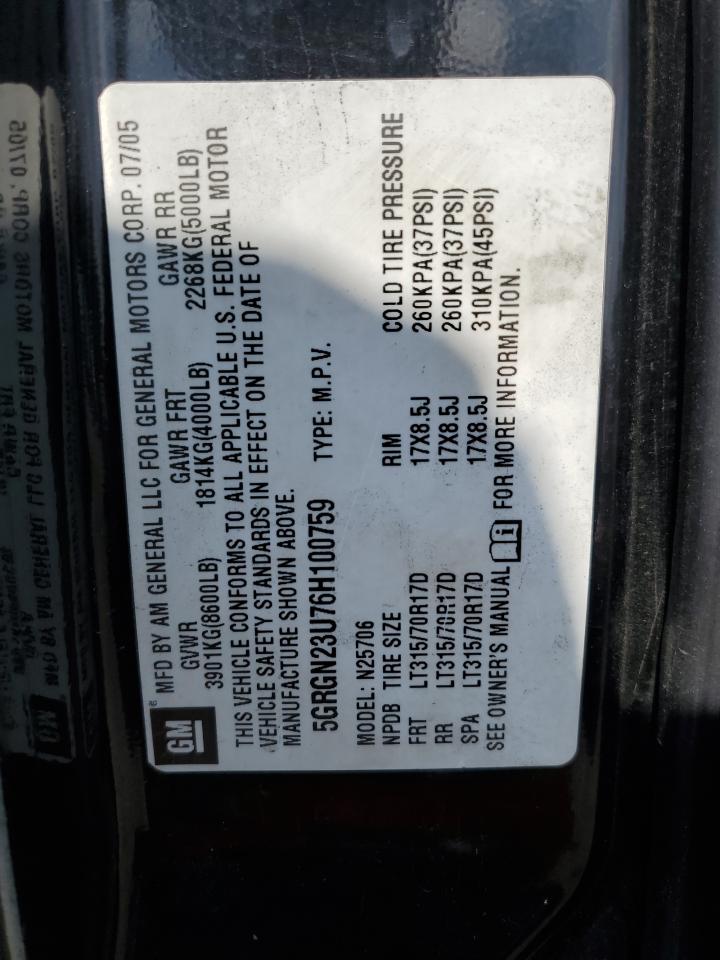 GM®
MFD BY AM GENERAL LLC FOR GENERAL MOTORS CORP. 07/05
GVWR GAWR FRT GAWR RR
3901KG(8600LB) 1814KG(4000LB) 2268KG(5000LB)
THIS VEHICLE CONFORMS TO ALL APPLICABLE U.S. FEDERAL MOTOR
VEHICLE SAFETY STANDARDS IN EFFECT ON THE DATE OF
MANUFACTURE SHOWN ABOVE.
5GRGN23U76H100759 TYPE: M.P.V.
MODEL: N25706
NPDB TIRE SIZE RIM COLD TIRE PRESSURE
FRT LT315/70R17D 17X8.5J 260KPA(37PSI)
RR LT315/70R17D 17X8.5J 260KPA(37PSI)
SPA LT315/70R17D 17X8.5J 310KPA(45PSI)
SEE OWNER'S MANUAL i FOR MORE INFORMATION.